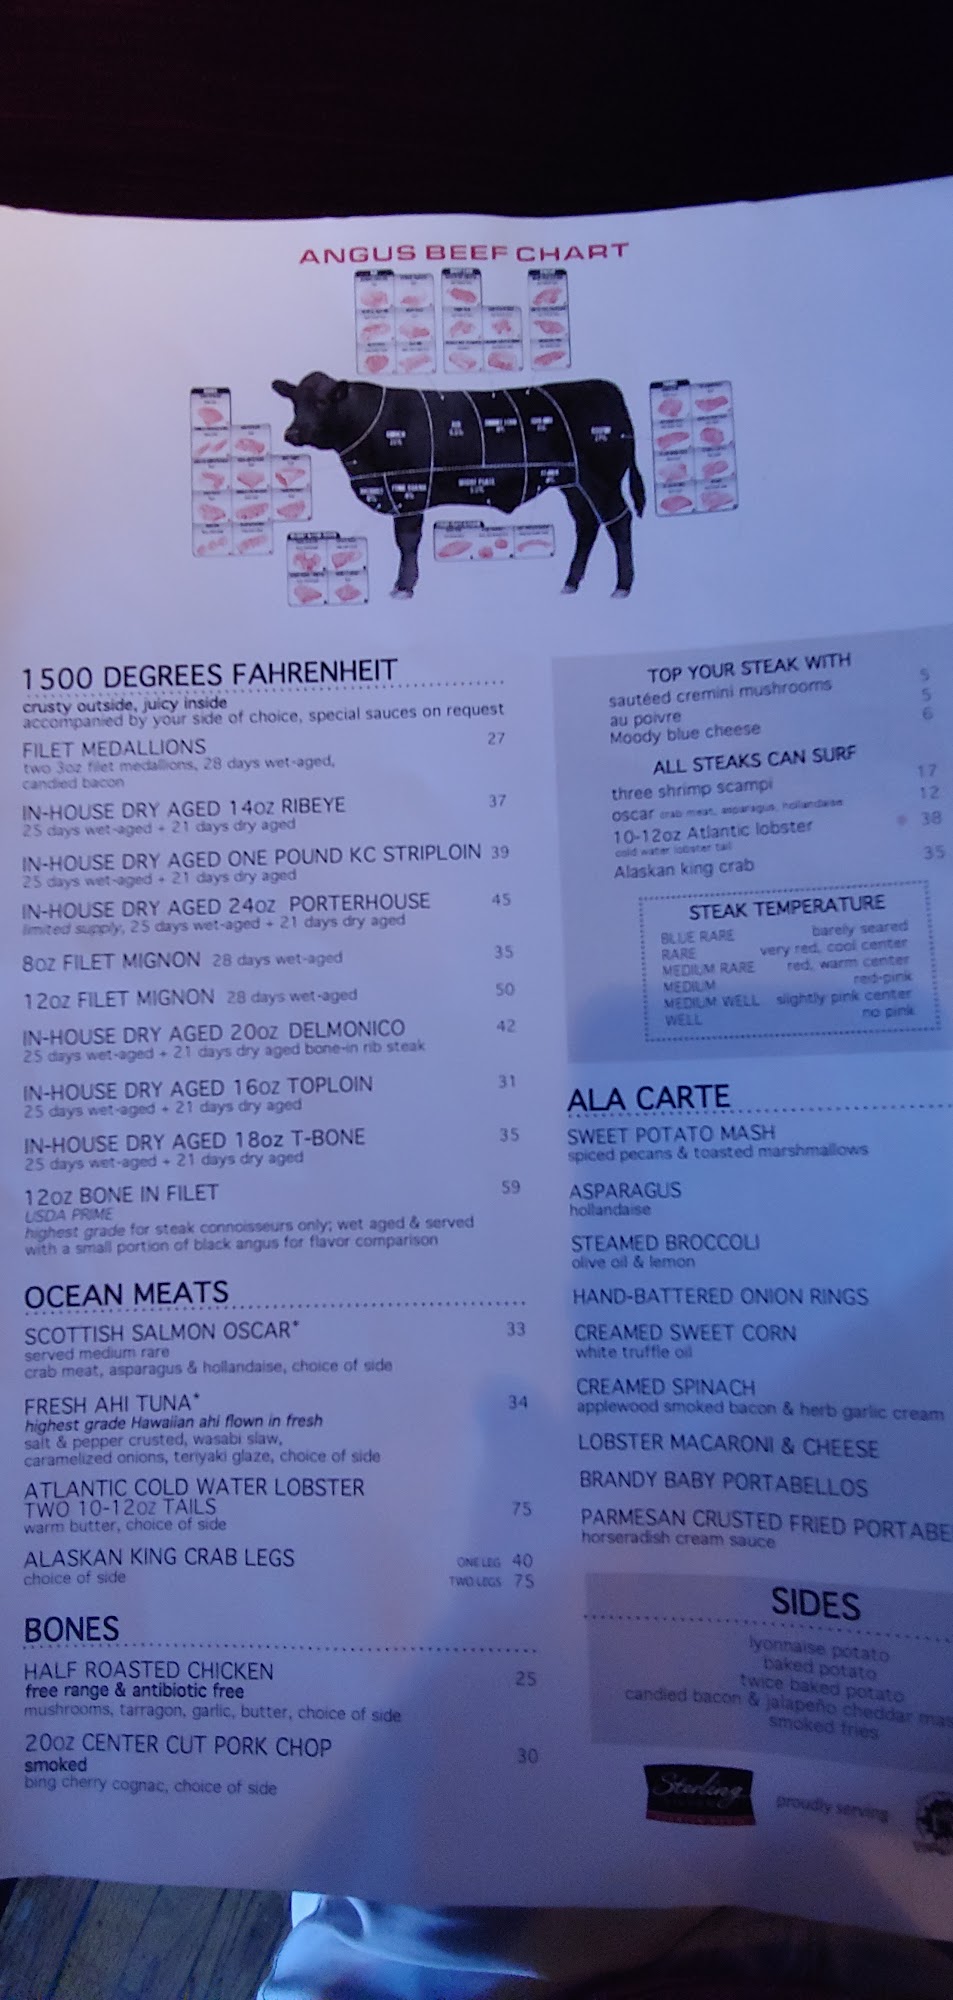 ANGUS BEEF CHART
1500 DEGREES FAHRENHEIT
crusty outside, juicy inside
accompanied by your side of choice, special sauces on request
FILET MEDALLIONS 27
two 3oz filet medallions, 28 days wet-aged,
candied bacon
IN-HOUSE DRY AGED 14oz RIBEYE 37
25 days wet-aged + 21 days dry aged
IN-HOUSE DRY AGED ONE POUND KC STRIPLOIN 39
25 days wet-aged + 21 days dry aged
IN-HOUSE DRY AGED 24oz PORTERHOUSE 45
limited supply, 25 days wet-aged + 21 days dry aged
8oz FILET MIGNON 28 days wet-aged 35
12oz FILET MIGNON 28 days wet-aged 50
IN-HOUSE DRY AGED 20oz DELMONICO 42
25 days wet-aged + 21 days dry aged bone-in rib steak
IN-HOUSE DRY AGED 16oz TOPLOIN 31
25 days wet-aged + 21 days dry aged
IN-HOUSE DRY AGED 18oz T-BONE 35
25 days wet-aged + 21 days dry aged
12oz BONE IN FILET 59
USDA PRIME
highest grade for steak connoisseurs only; wet aged & served
with a small portion of black angus for flavor comparison
OCEAN MEATS
SCOTTISH SALMON OSCAR* 33
served medium rare
crab meat, asparagus & hollandaise, choice of side
FRESH AHI TUNA* 34
highest grade Hawaiian ahi flown in fresh
salt & pepper crusted, wasabi slaw,
caramelized onions, teriyaki glaze, choice of side
ATLANTIC COLD WATER LOBSTER
TWO 10-12oz TAILS 75
warm butter, choice of side
ALASKAN KING CRAB LEGS ONE LEG 40
choice of side TWO LEGS 75
BONES
HALF ROASTED CHICKEN 25
free range & antibiotic free
mushrooms, tarragon, garlic, butter, choice of side
20oz CENTER CUT PORK CHOP 30
smoked
bing cherry cognac, choice of side
TOP YOUR STEAK WITH
sautéed cremini mushrooms 5
au poivre 5
Moody blue cheese 6
ALL STEAKS CAN SURF
three shrimp scampi 17
oscar crab meat, asparagus, hollandaise 12
10-12oz Atlantic lobster 38
cold water lobster tail
Alaskan king crab 35
STEAK TEMPERATURE
BLUE RARE barely seared
RARE very red, cool center
MEDIUM RARE red, warm center
MEDIUM red-pink
MEDIUM WELL slightly pink center
WELL no pink
ALA CARTE
SWEET POTATO MASH
spiced pecans & toasted marshmallows
ASPARAGUS
hollandaise
STEAMED BROCCOLI
olive oil & lemon
HAND-BATTERED ONION RINGS
CREAMED SWEET CORN
white truffle oil
CREAMED SPINACH
applewood smoked bacon & herb garlic cream
LOBSTER MACARONI & CHEESE
BRANDY BABY PORTABELLOS
PARMESAN CRUSTED FRIED PORTABE
horseradish cream sauce
SIDES
lyonnaise potato
baked potato
twice baked potato
candied bacon & jalapeño cheddar mas
smoked fries
Sterling
proudly serving